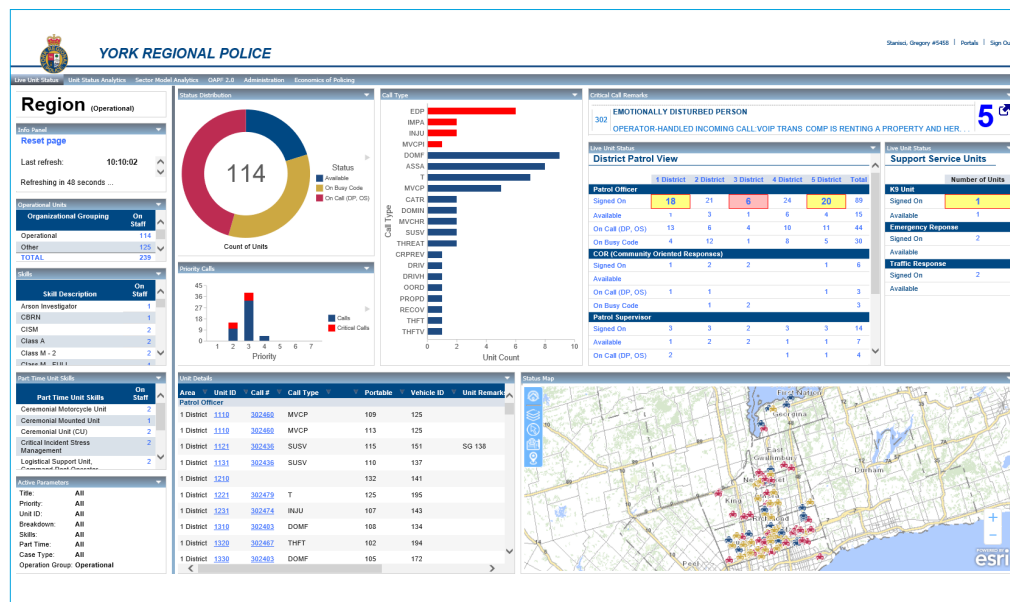 YORK REGIONAL POLICE
Stanisci, Gregory #5458 | Portals | Sign Ou
Live Unit Status Unit Status Analytics Sector Model Analytics OAPF 2.0 Administration Economics of Policing
Region (Operational)
Info Panel
Reset page
Last refresh: 10:10:02
Refreshing in 48 seconds ...
Operational Units
Organizational Grouping On Staff
Operational 114
Other 125
TOTAL 239
Skills
Skill Description On Staff
Arson Investigator 1
CBRN 1
CISM 2
Class A 2
Class M - 2 2
Class M - FULL 1
Part Time Unit Skills
Part Time Unit Skills On Staff
Ceremonial Motorcycle Unit 2
Ceremonial Mounted Unit 1
Ceremonial Unit (CU) 2
Critical Incident Stress Management 2
Logistical Support Unit, 2
Command Post Operator
Active Parameters
Title: All
Priority: All
Unit ID: All
Breakdown: All
Skills: All
Part Time: All
Case Type: All
Operation Group: Operational
Status Distribution
114
Status
Available
On Busy Code
On Call (DP, OS)
Count of Units
Priority Calls
45
36
27
18
9
0
1 2 3 4 5 6 7
Priority
Calls
Critical Calls
Call Type
Call Type
EDP
IMPA
INJU
MVCPI
DOMF
ASSA
T
MVCP
CATR
DOMIN
MVCHR
SUSV
THREAT
CRPREV
DRIV
DRIVH
OORD
PROPD
RECOV
THFT
THFTV
0 2 4 6 8 10
Unit Count
Critical Call Remarks
302 EMOTIONALLY DISTURBED PERSON
OPERATOR-HANDLED INCOMING CALL:VOIP TRANS COMP IS RENTING A PROPERTY AND HER. . .
5
Live Unit Status
District Patrol View
1 District 2 District 3 District 4 District 5 District Total
Patrol Officer
Signed On 18 21 6 24 20 89
Available 1 3 1 6 4 15
On Call (DP, OS) 13 6 4 10 11 44
On Busy Code 4 12 1 8 5 30
COR (Community Oriented Responses)
Signed On 1 2 2 1 6
Available
On Call (DP, OS) 1 1 1 3
On Busy Code 1 2 3
Patrol Supervisor
Signed On 3 3 2 3 3 14
Available 1 2 2 1 1 7
On Call (DP, OS) 2 1 1 4
Live Unit Status
Support Service Units
Number of Units
K9 Unit
Signed On 1
Available 1
Emergency Reponse
Signed On 2
Available
Traffic Response
Signed On 2
Available
Unit Details
Area Unit ID Call # Call Type Portable Vehicle ID Unit Remark
Patrol Officer
1 District 1110 302460 MVCP 109 125
1 District 1110 302460 MVCP 113 125
1 District 1121 302436 SUSV 115 151 SG 138
1 District 1131 302436 SUSV 110 137
1 District 1210 132 141
1 District 1221 302479 T 125 195
1 District 1231 302474 INJU 107 143
1 District 1310 302403 DOMF 108 134
1 District 1320 302467 THFT 102 194
1 District 1330 302403 DOMF 105 172
Status Map
First Nation
Georgina
East
Gwillimbury
Durham
King
Peel
POWERED BY
esri